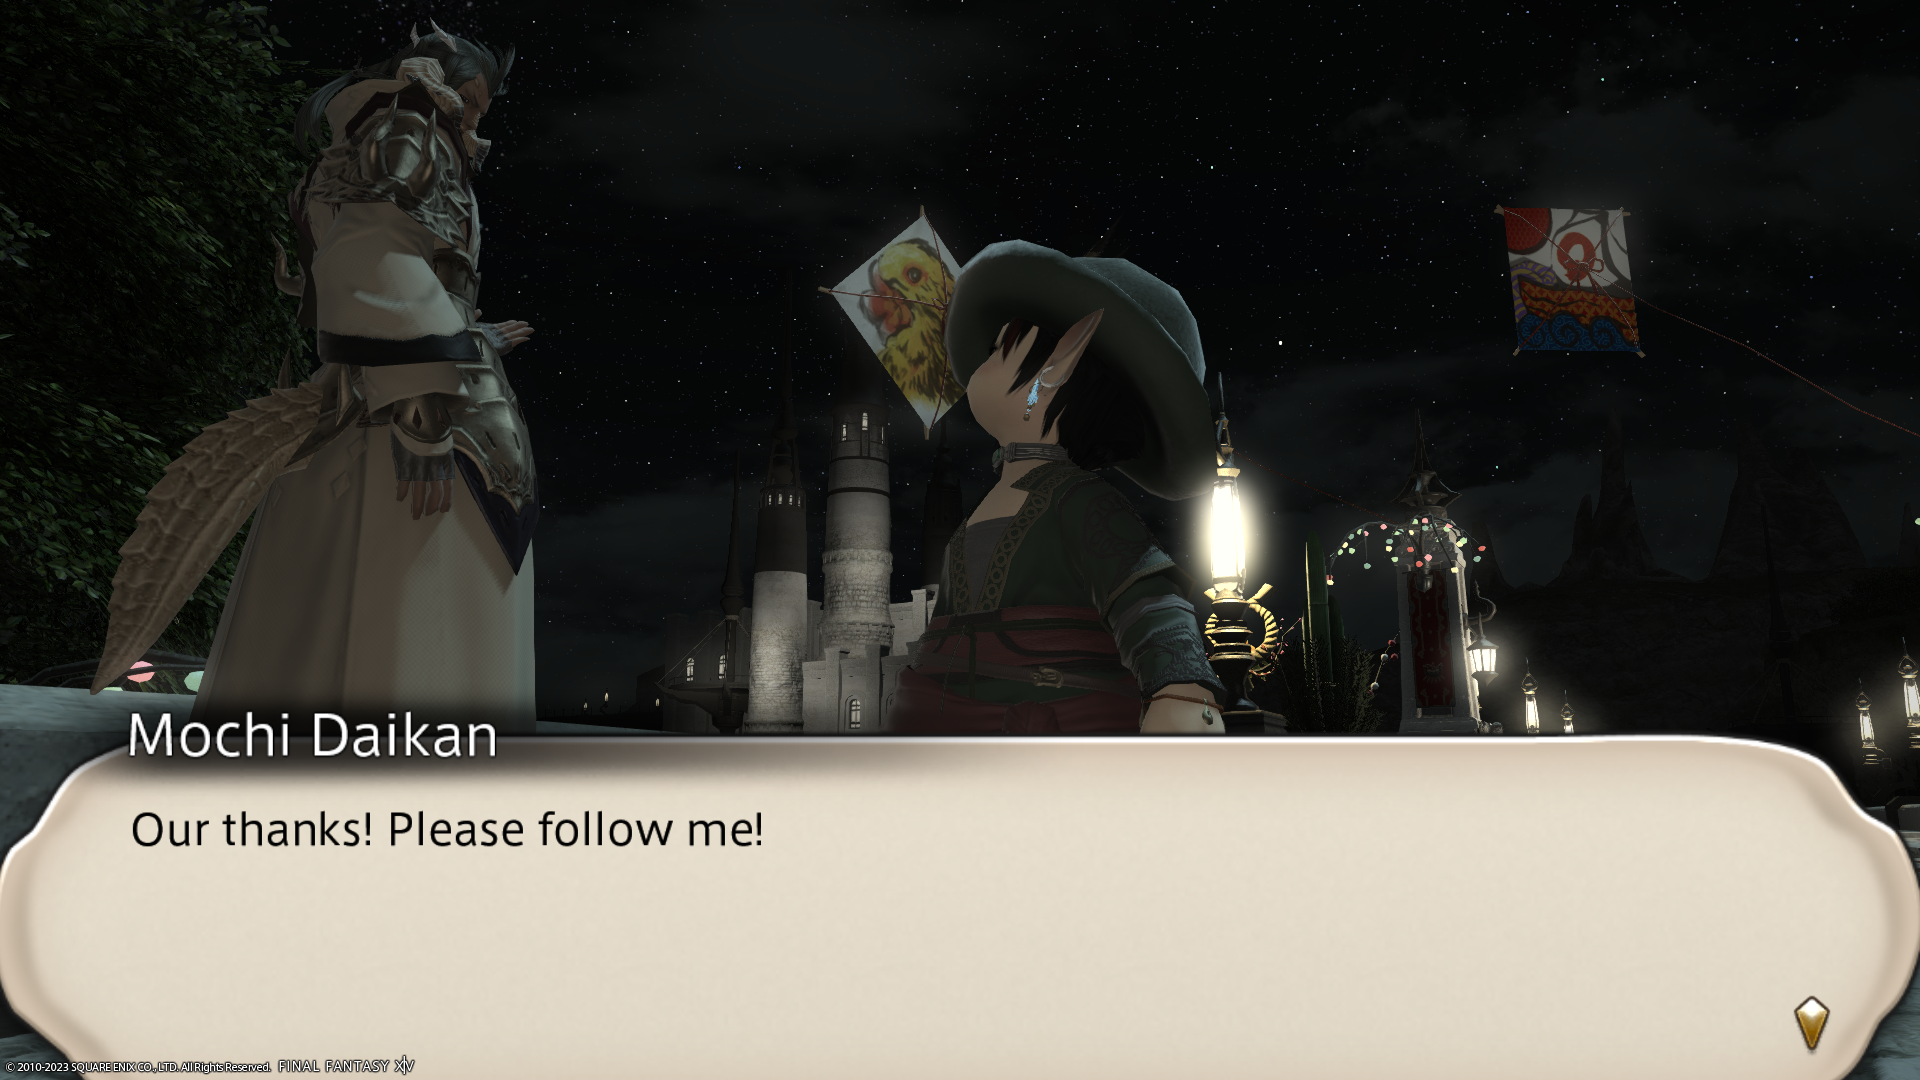 Mochi Daikan
Our thanks! Please follow me!
© 2010-2023 SQUARE ENIX CO., LTD. All Rights Reserved. FINAL FANTASY XIV